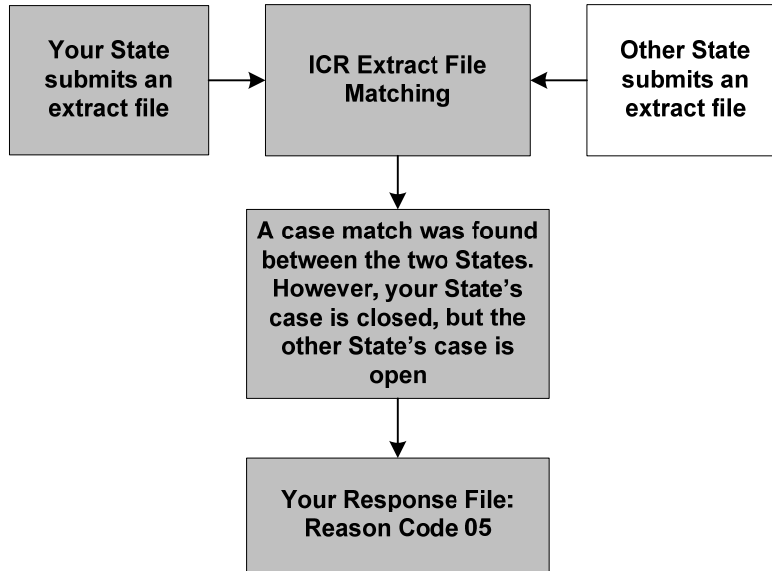 Your State
submits an
extract file
ICR Extract File
Matching
Other State
submits an
extract file
A case match was found
between the two States.
However, your State’s
case is closed, but the
other State’s case is
open
Your Response File:
Reason Code 05